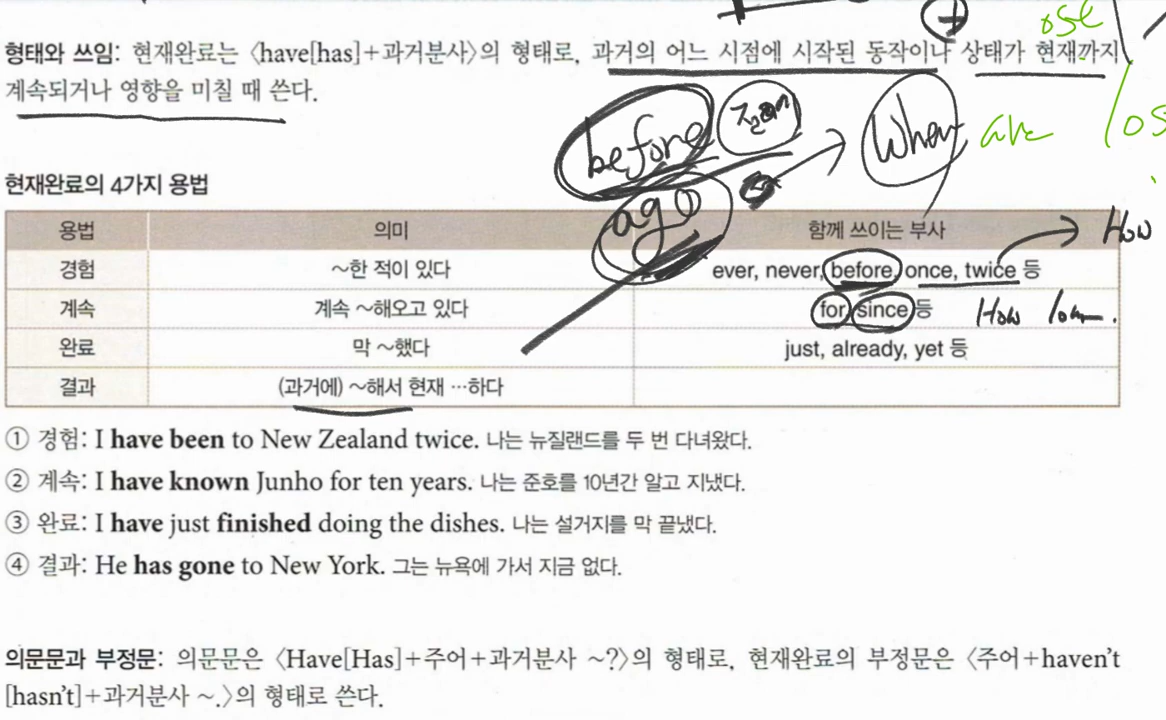 ose
형태와 쓰임: 현재완료는 〈have[has]+과거분사〉의 형태로, 과거의 어느 시점에 시작된 동작이나 상태가 현재까지
계속되거나 영향을 미칠 때 쓴다.
before 전에 When are los
ago
현재완료의 4가지 용법
용법 의미 함께 쓰이는 부사 How
경험 ~한 적이 있다 ever, never, before, once, twice 등
계속 계속 ~해오고 있다 for, since 등 How
완료 막 ~했다 just, already, yet 등
결과 (과거에) ~해서 현재 …하다
① 경험: I have been to New Zealand twice. 나는 뉴질랜드를 두 번 다녀왔다.
② 계속: I have known Junho for ten years. 나는 준호를 10년간 알고 지냈다.
③ 완료: I have just finished doing the dishes. 나는 설거지를 막 끝냈다.
④ 결과: He has gone to New York. 그는 뉴욕에 가서 지금 없다.
의문문과 부정문: 의문문은 〈Have[Has]+주어+과거분사 ~?〉의 형태로, 현재완료의 부정문은 〈주어+haven't
[hasn't]+과거분사 ~.〉의 형태로 쓴다.